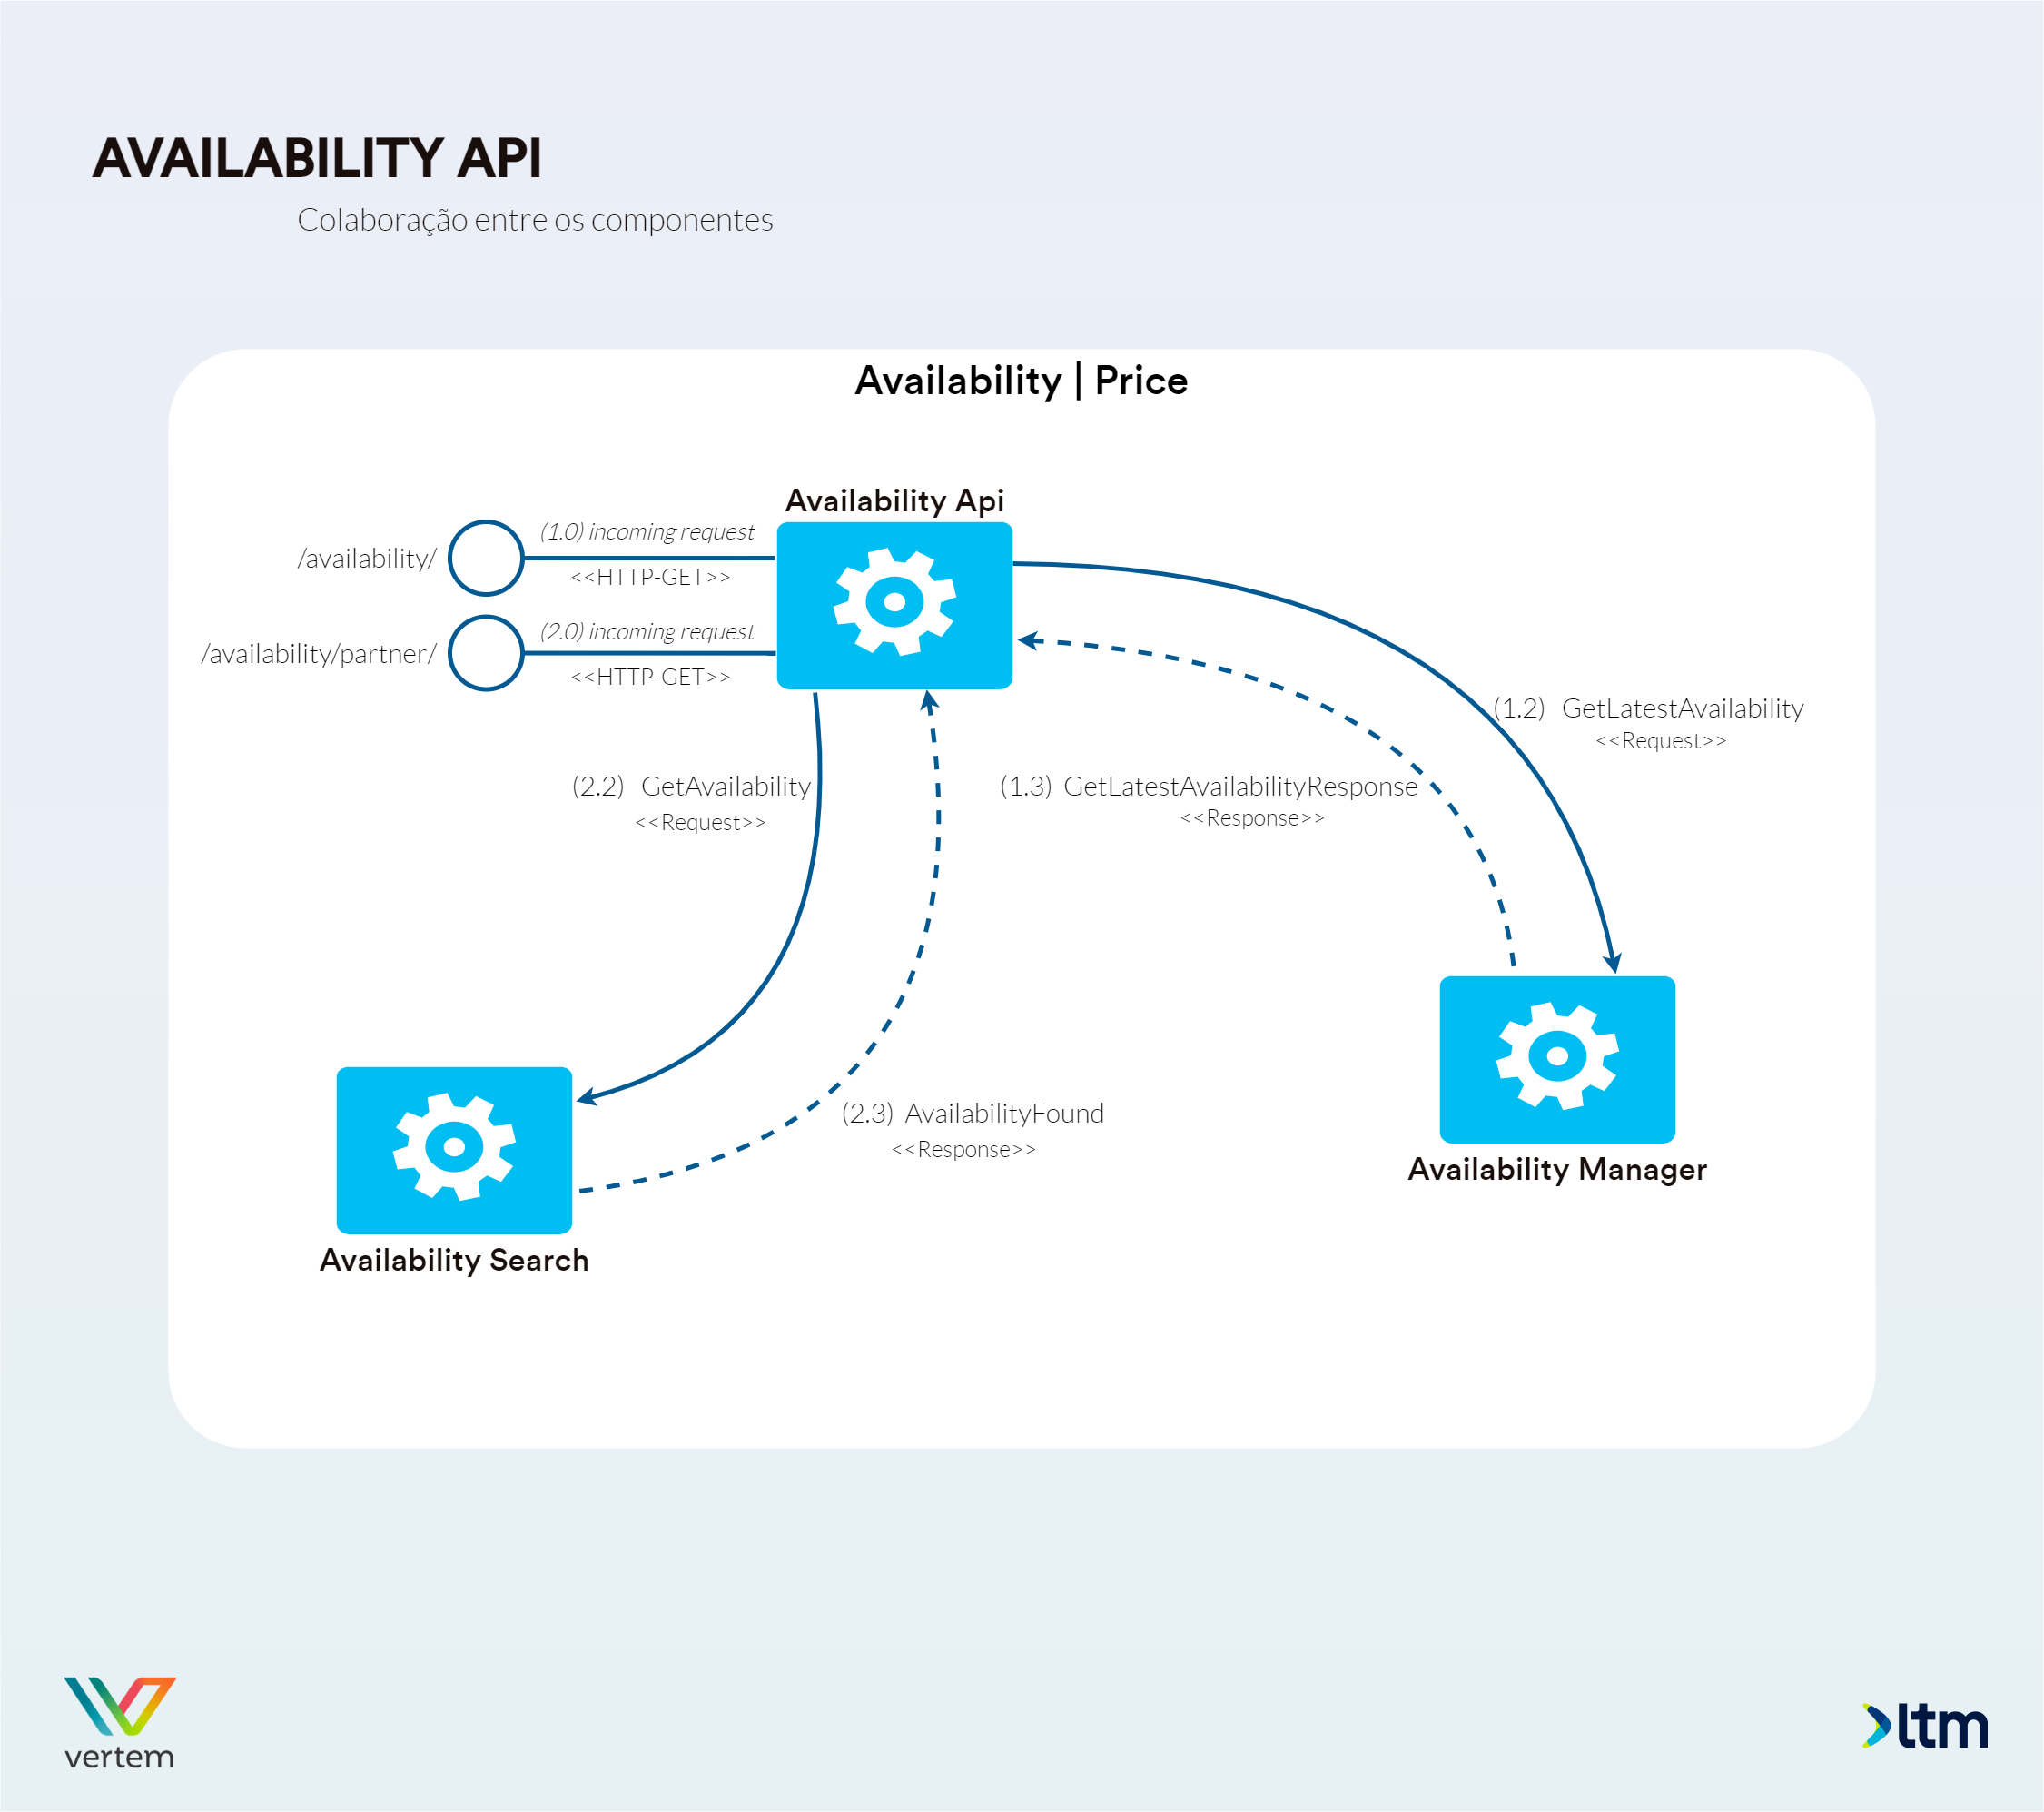 AVAILABILITY API
Colaboração entre os componentes
Availability | Price
Availability Api
(1.0) incoming request
/availability/
<<HTTP-GET>>
(2.0) incoming request
/availability/partner/
<<HTTP-GET>>
(1.2) GetLatestAvailability
<<Request>>
(2.2) GetAvailability
<<Request>>
(1.3) GetLatestAvailabilityResponse
<<Response>>
(2.3) AvailabilityFound
<<Response>>
Availability Manager
Availability Search
vertem
ltm